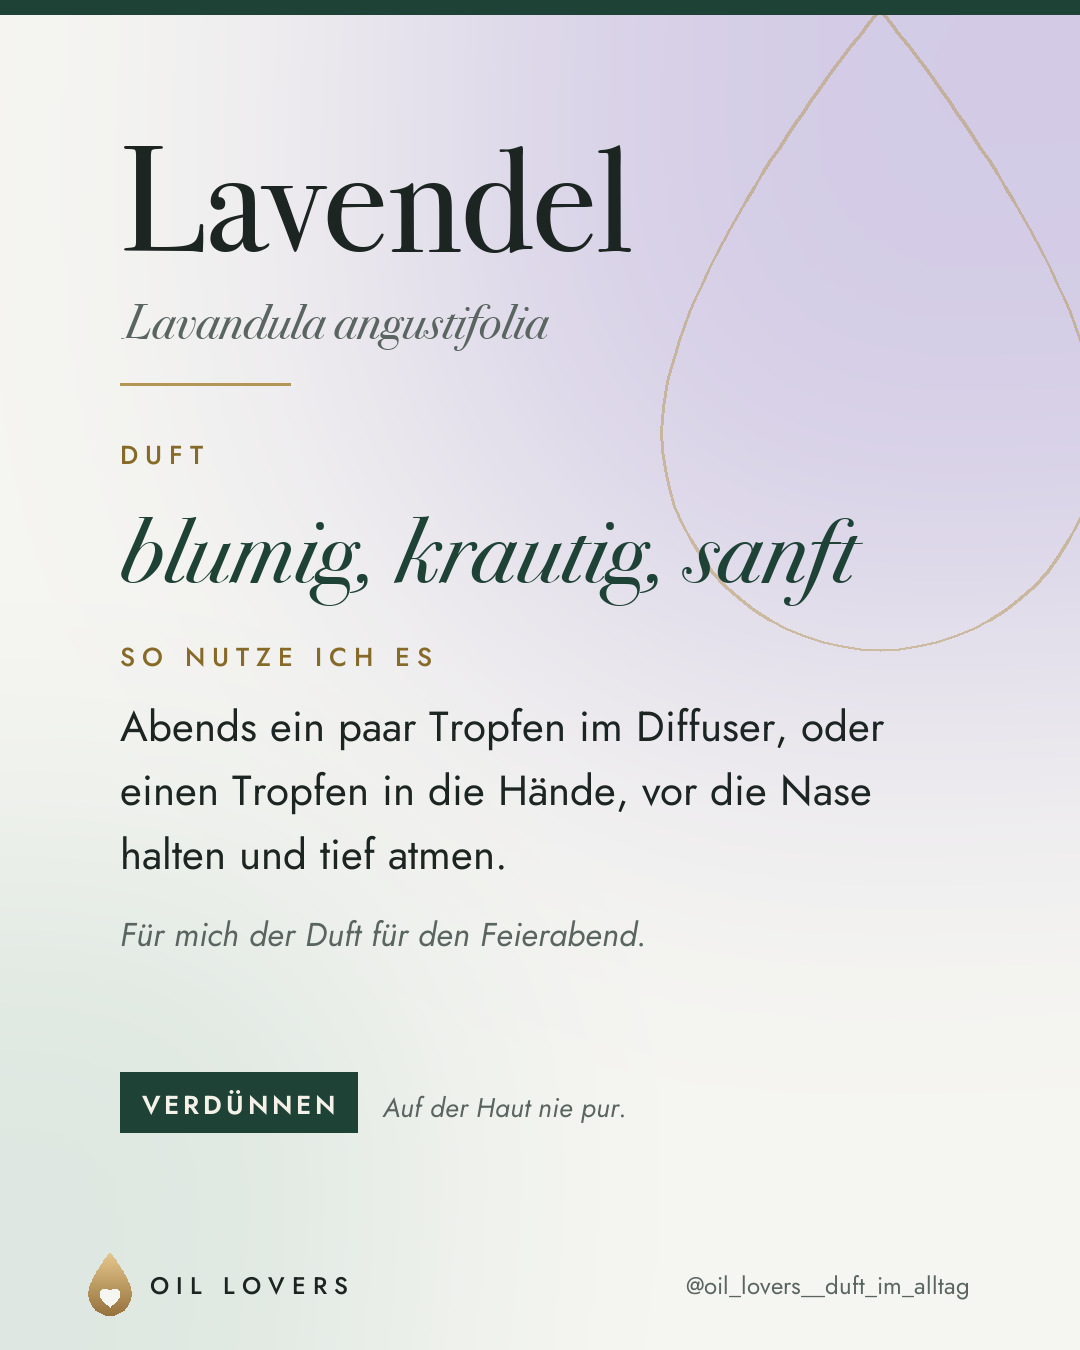 Lavendel
Lavandula angustifolia
DUFT
blumig, krautig, sanft
SO NUTZE ICH ES
Abends ein paar Tropfen im Diffuser, oder
einen Tropfen in die Hände, vor die Nase
halten und tief atmen.
Für mich der Duft für den Feierabend.
VERDÜNNEN Auf der Haut nie pur.
OIL LOVERS @oil_lovers__duft_im_alltag